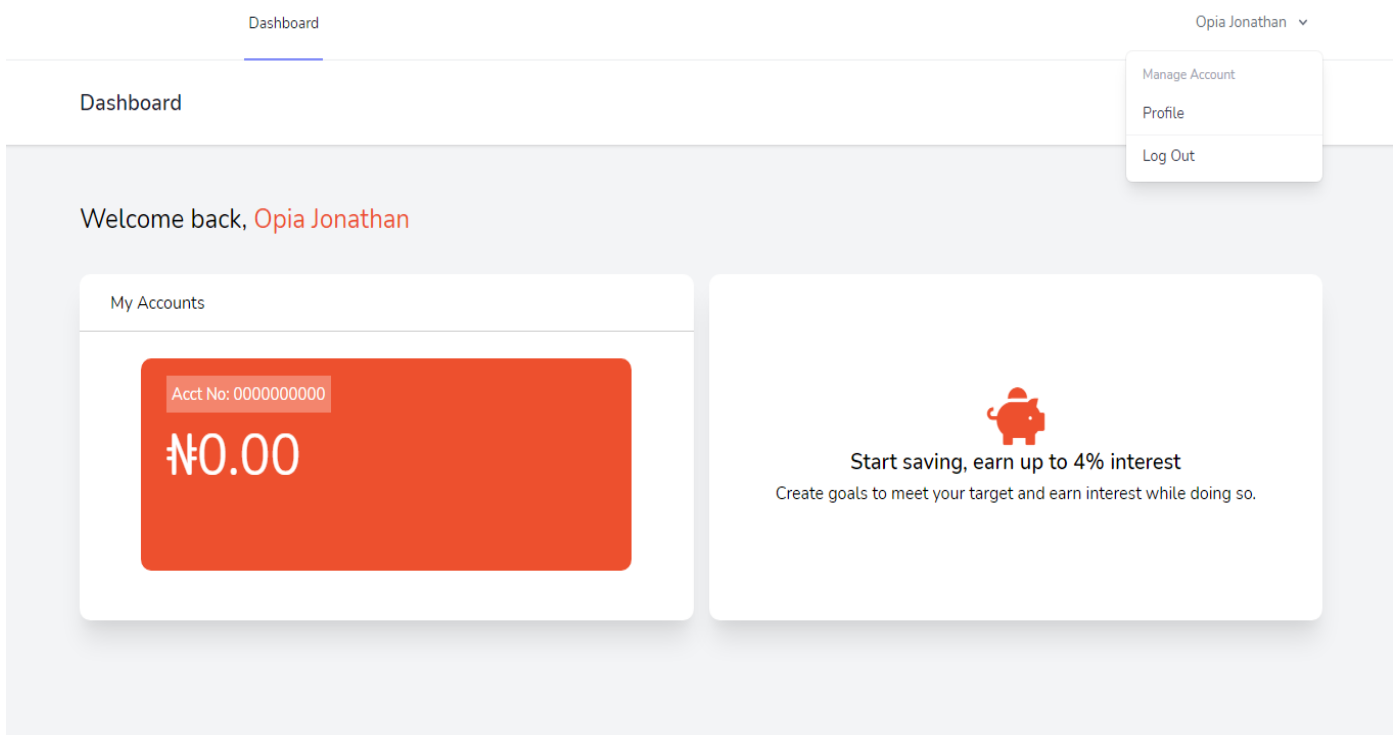 Dashboard
Opia Jonathan
Manage Account
Profile
Log Out
Dashboard
Welcome back, Opia Jonathan
My Accounts
Acct No: 0000000000
₦0.00
Start saving, earn up to 4% interest
Create goals to meet your target and earn interest while doing so.